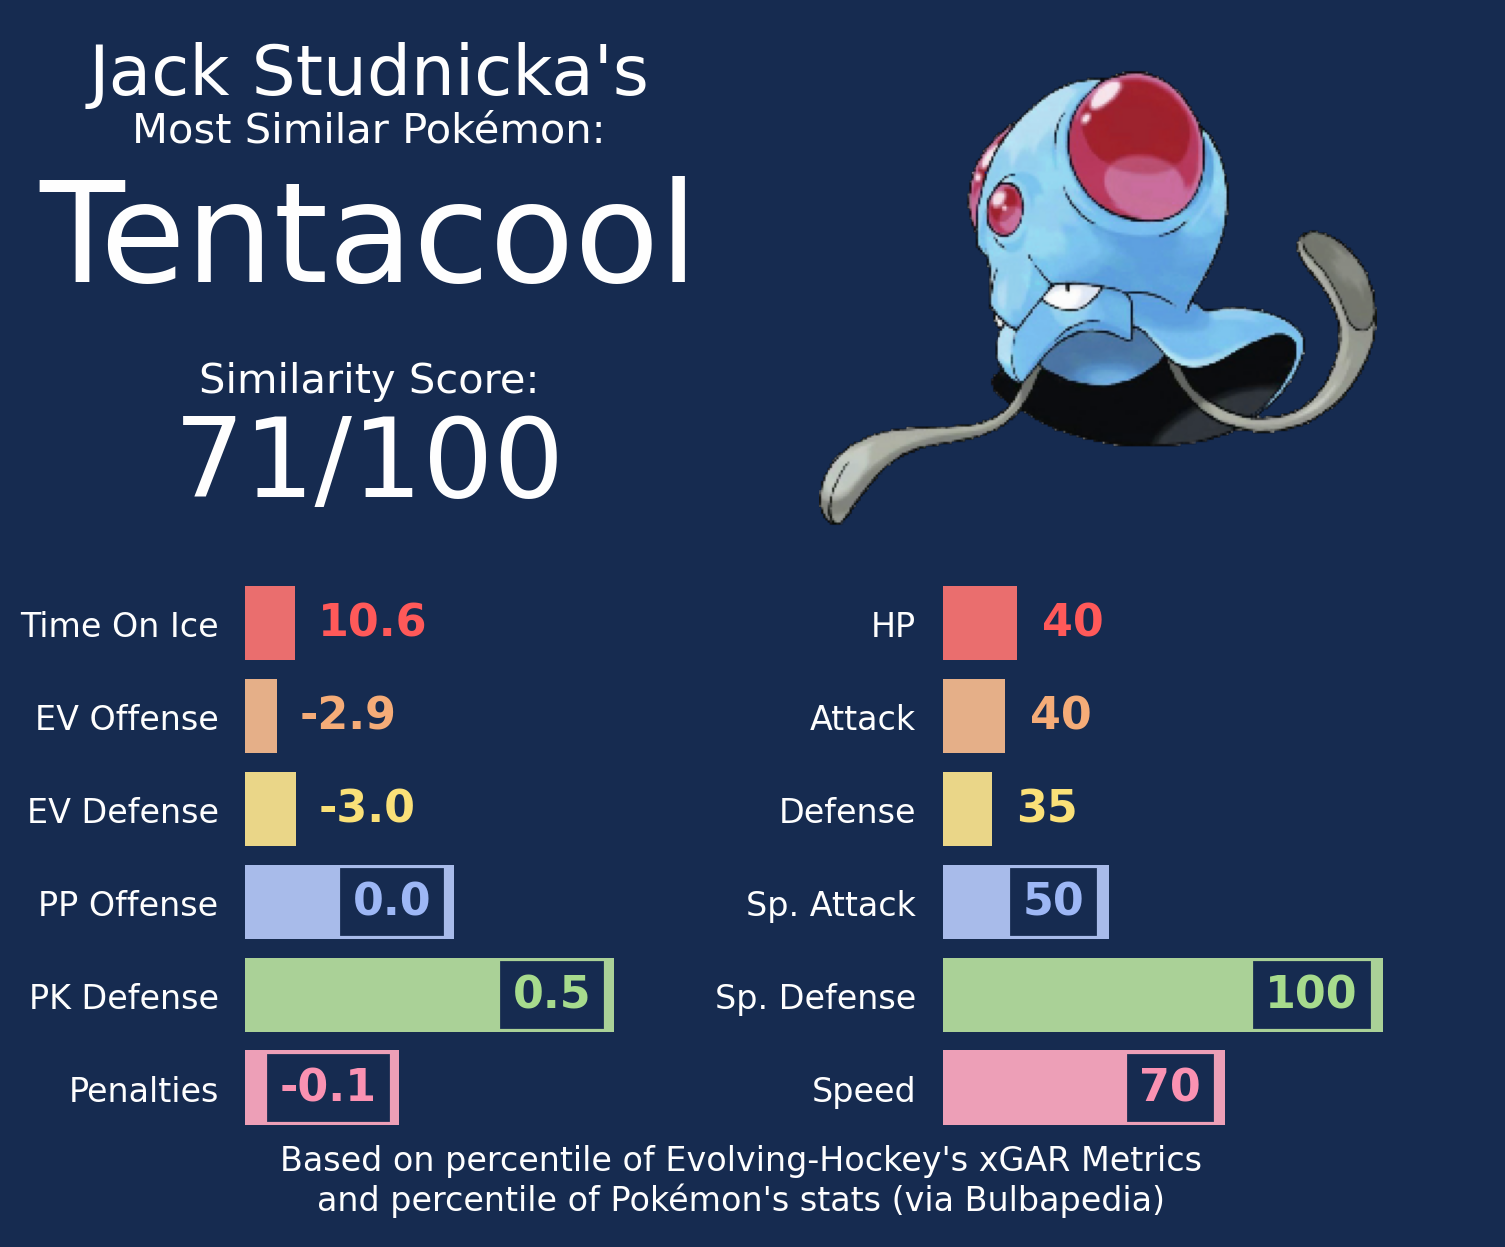 Jack Studnicka's
Most Similar Pokémon:
Tentacool
Similarity Score:
71/100
Time On Ice 10.6
EV Offense -2.9
EV Defense -3.0
PP Offense 0.0
PK Defense 0.5
Penalties -0.1
HP 40
Attack 40
Defense 35
Sp. Attack 50
Sp. Defense 100
Speed 70
Based on percentile of Evolving-Hockey's xGAR Metrics
and percentile of Pokémon's stats (via Bulbapedia)